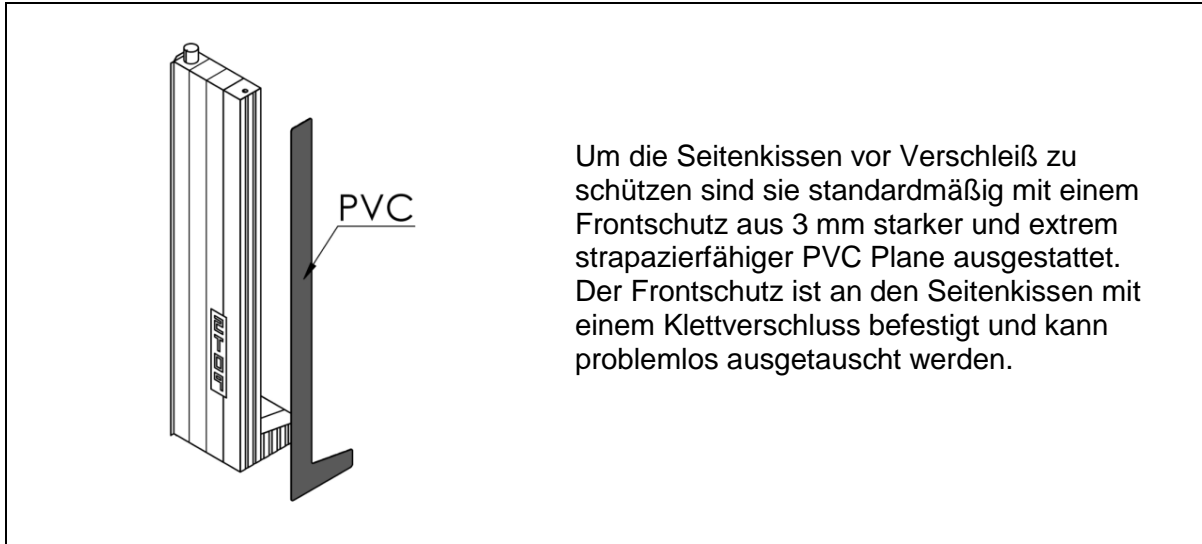 PVC
STOP
Um die Seitenkissen vor Verschleiß zu
schützen sind sie standardmäßig mit einem
Frontschutz aus 3 mm starker und extrem
strapazierfähiger PVC Plane ausgestattet.
Der Frontschutz ist an den Seitenkissen mit
einem Klettverschluss befestigt und kann
problemlos ausgetauscht werden.